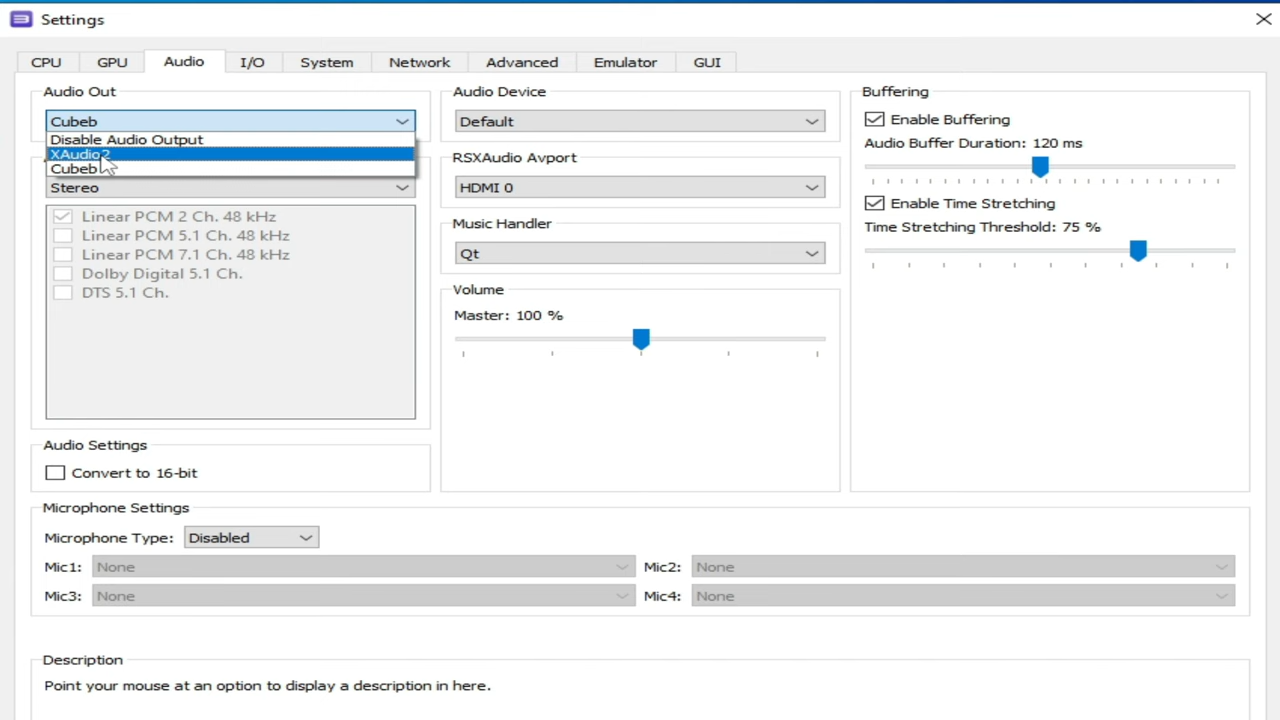 Settings
CPU GPU Audio I/O System Network Advanced Emulator GUI
Audio Out
Cubeb
Disable Audio Output
XAudio2
Cubeb
Stereo
Linear PCM 2 Ch. 48 kHz
Linear PCM 5.1 Ch. 48 kHz
Linear PCM 7.1 Ch. 48 kHz
Dolby Digital 5.1 Ch.
DTS 5.1 Ch.
Audio Settings
Convert to 16-bit
Audio Device
Default
RSXAudio Avport
HDMI 0
Music Handler
Qt
Volume
Master: 100 %
Buffering
Enable Buffering
Audio Buffer Duration: 120 ms
Enable Time Stretching
Time Stretching Threshold: 75 %
Microphone Settings
Microphone Type: Disabled
Mic1: None Mic2: None
Mic3: None Mic4: None
Description
Point your mouse at an option to display a description in here.